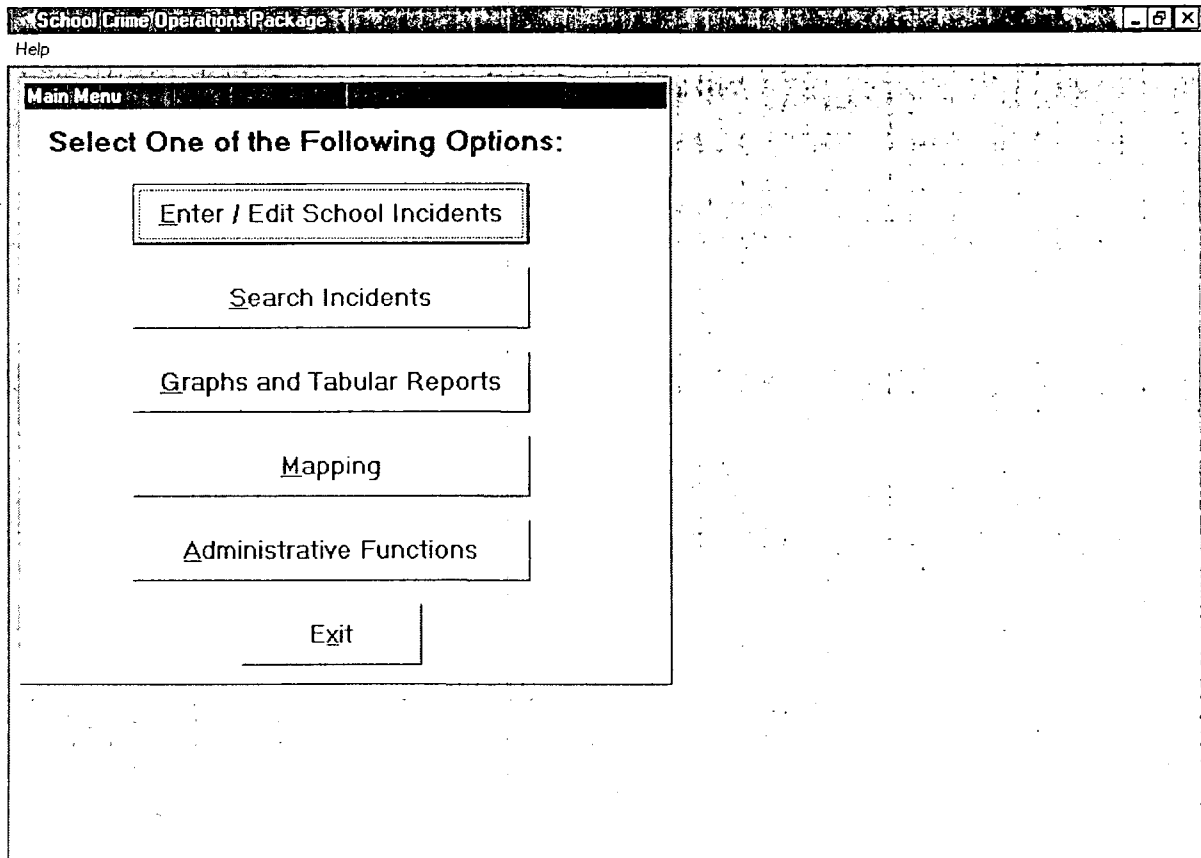 School Crime Operations Package
Help
Main Menu
Select One of the Following Options:
Enter / Edit School Incidents
Search Incidents
Graphs and Tabular Reports
Mapping
Administrative Functions
Exit